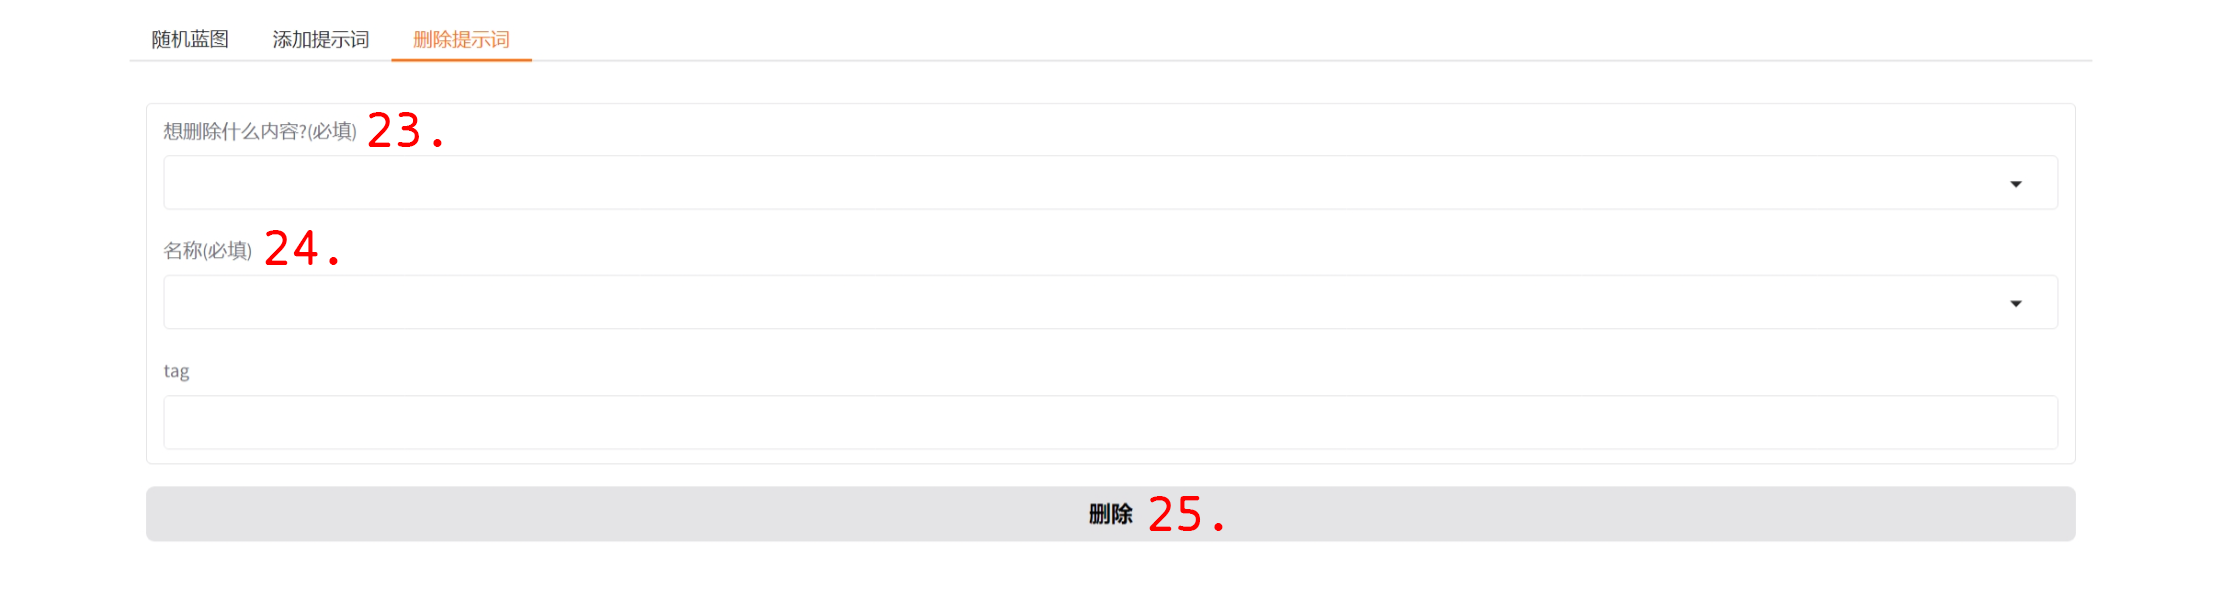 随机蓝图 添加提示词 删除提示词
想删除什么内容?(必填) 23.
名称(必填) 24.
tag
删除 25.